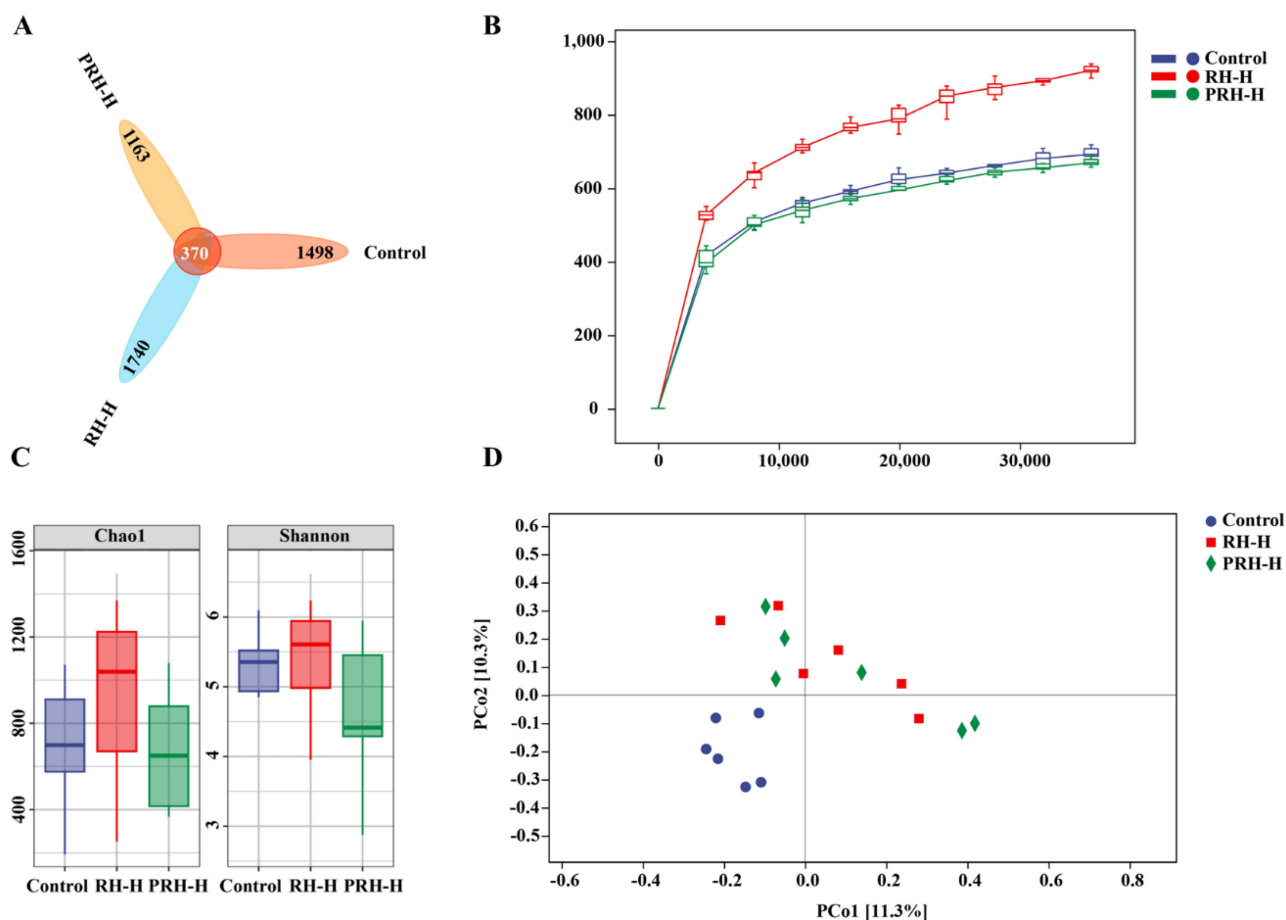 A
PRH-H
1163
370
1498
Control
1740
RH-H
B
1,000
800
600
400
200
0
0
10,000
20,000
30,000
Control
RH-H
PRH-H
C
Chao1
Shannon
1600
1200
800
400
6
5
4
3
Control RH-H PRH-H
Control RH-H PRH-H
D
PCo2 [10.3%]
0.6
0.5
0.4
0.3
0.2
0.1
0.0
-0.1
-0.2
-0.3
-0.4
-0.5
-0.6 -0.4 -0.2 0.0 0.2 0.4 0.6 0.8
PCo1 [11.3%]
Control
RH-H
PRH-H